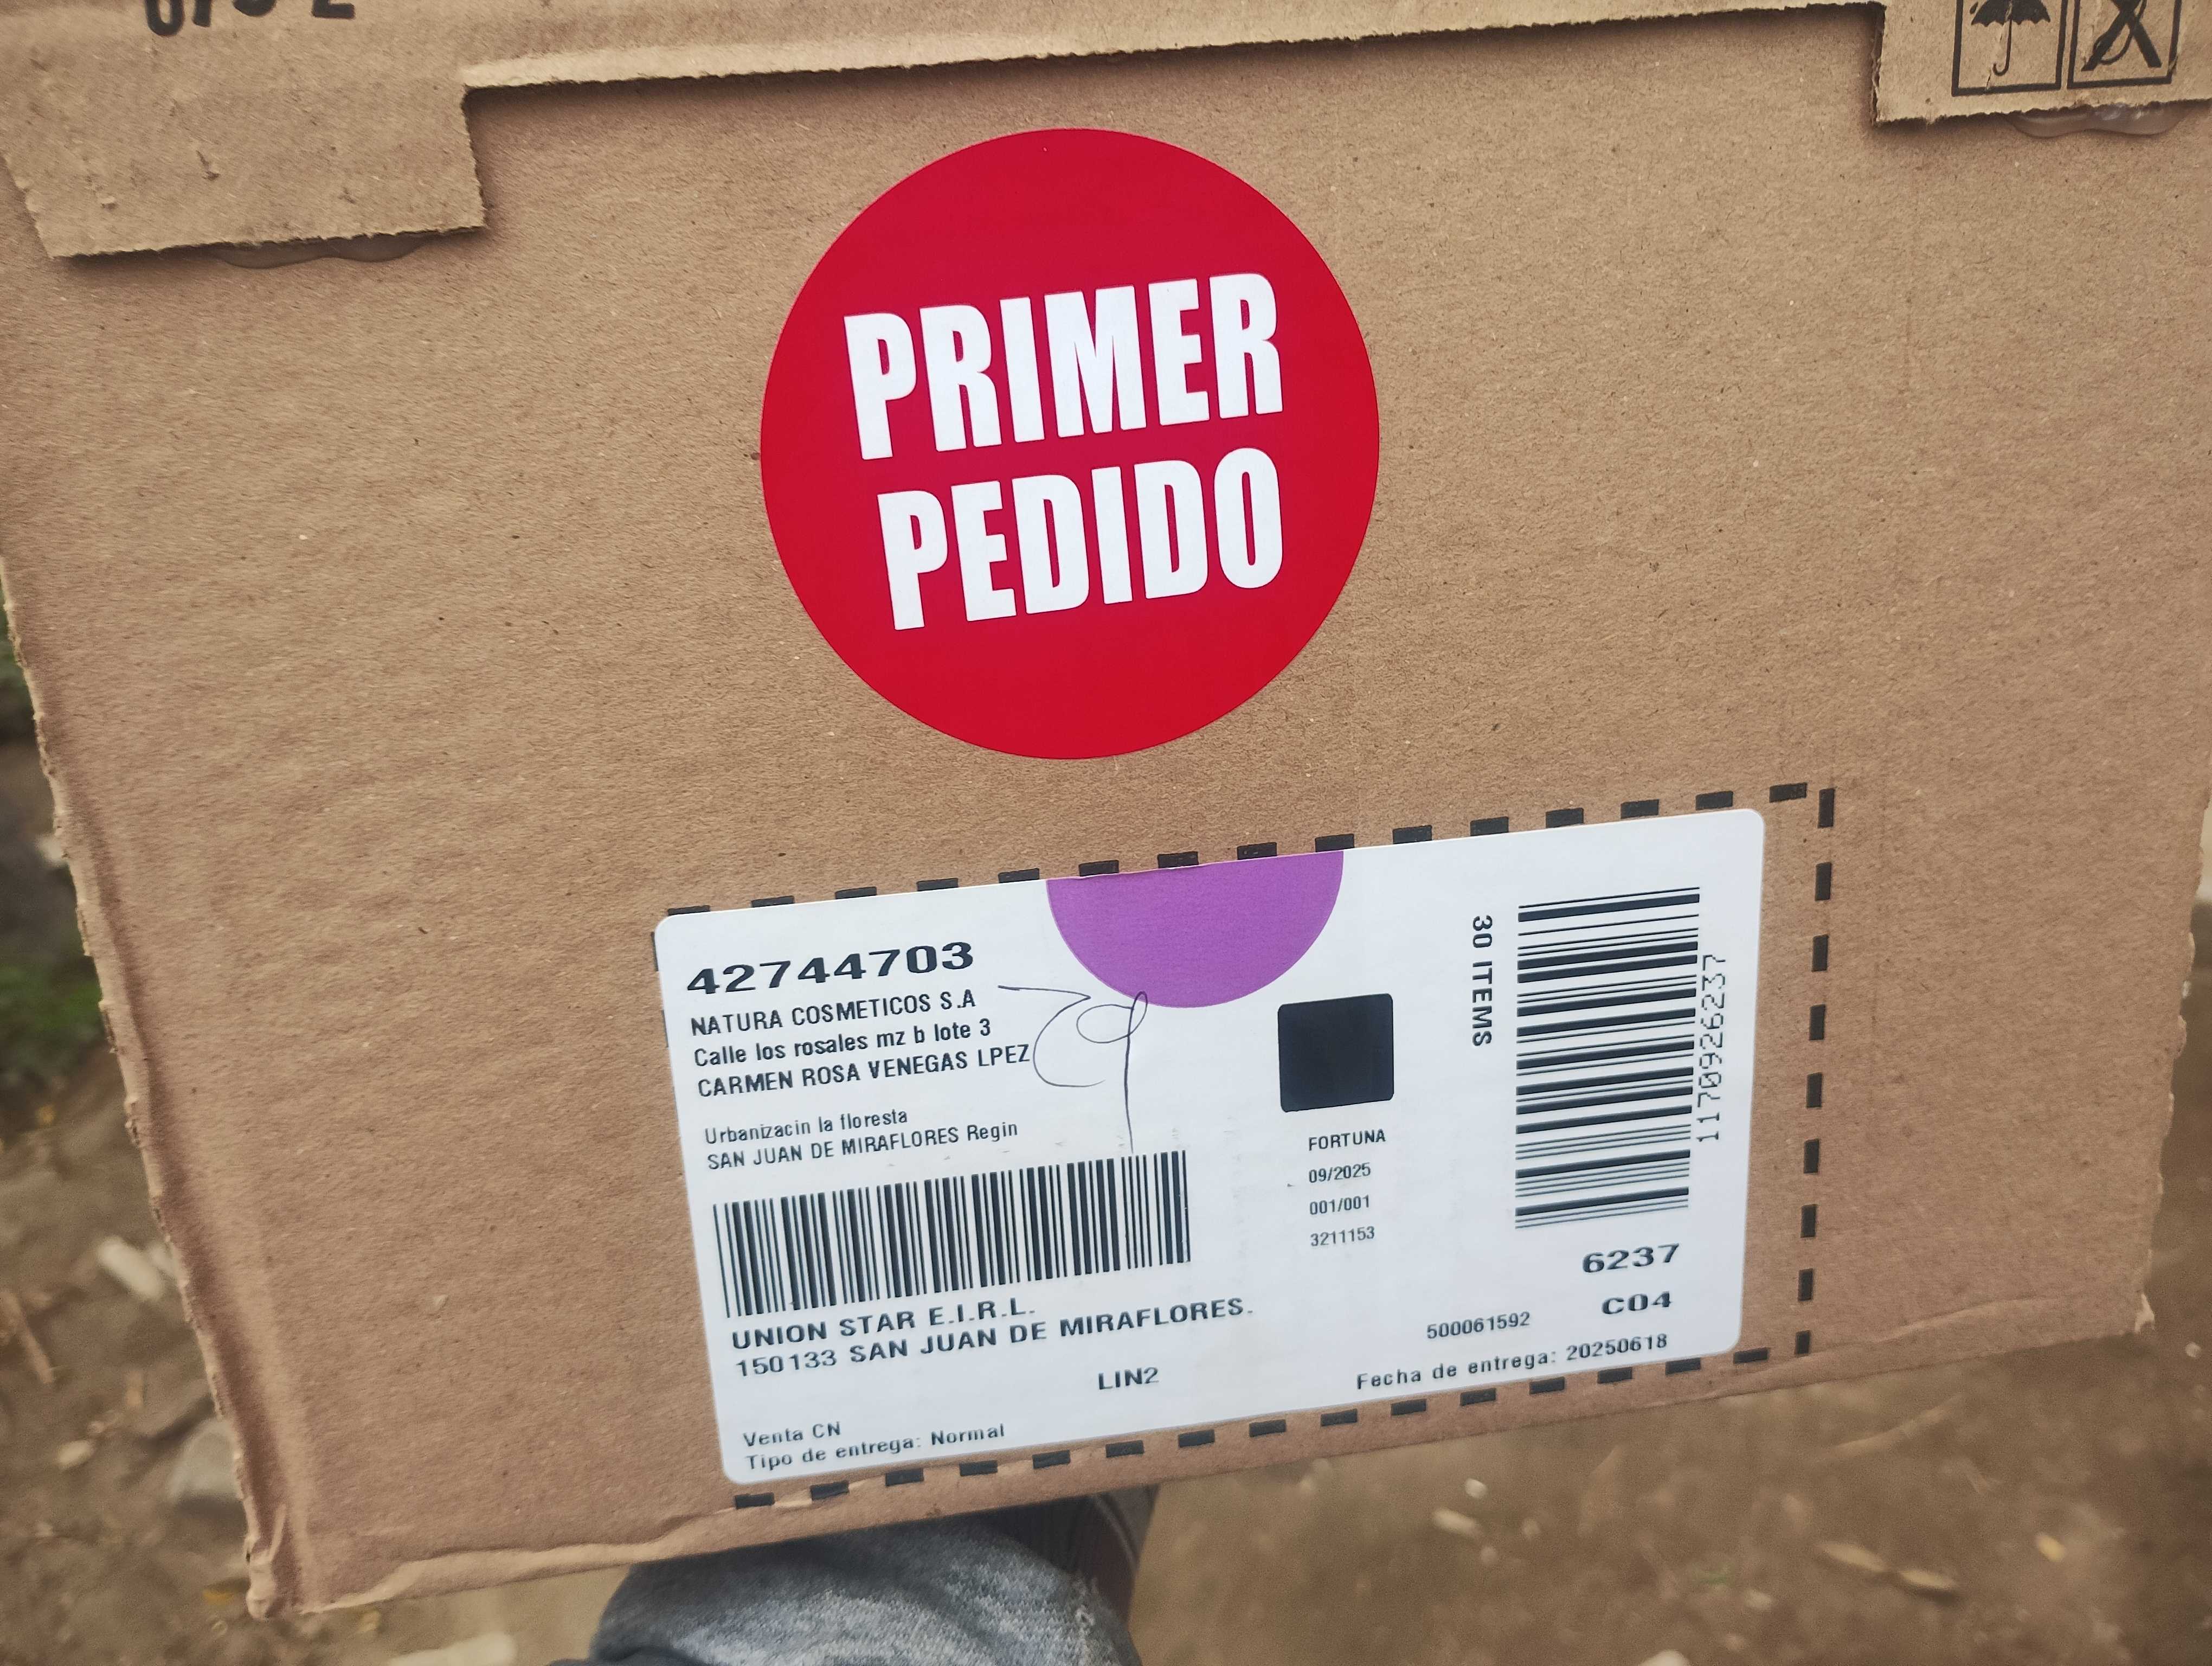 PRIMER
PEDIDO
42744703
NATURA COSMETICOS S.A
Calle los rosales mz b lote 3
CARMEN ROSA VENEGAS LPEZ
Urbanizacin la floresta
SAN JUAN DE MIRAFLORES Regin
UNION STAR E.I.R.L.
150133 SAN JUAN DE MIRAFLORES.
LIN2
Venta CN
Tipo de entrega: Normal
FORTUNA
09/2025
001/001
3211153
30 ITEMS
11709926237
6237
C04
500061592
Fecha de entrega: 20250618